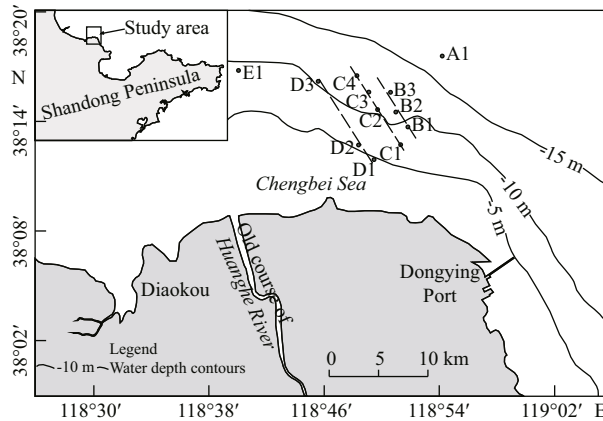 38°20′
Study area
A1
N
E1
D3
C4
B3
Shandong Peninsula
C3
B2
38°14′
C2
B1
D2
C1
-15 m
D1
Chengbei Sea
-10 m
-5 m
38°08′
Old course of
Huanghe River
Dongying
Port
Diaokou
38°02′
Legend
-10 m Water depth contours
0 5 10 km
118°30′ 118°38′ 118°46′ 118°54′ 119°02′ E